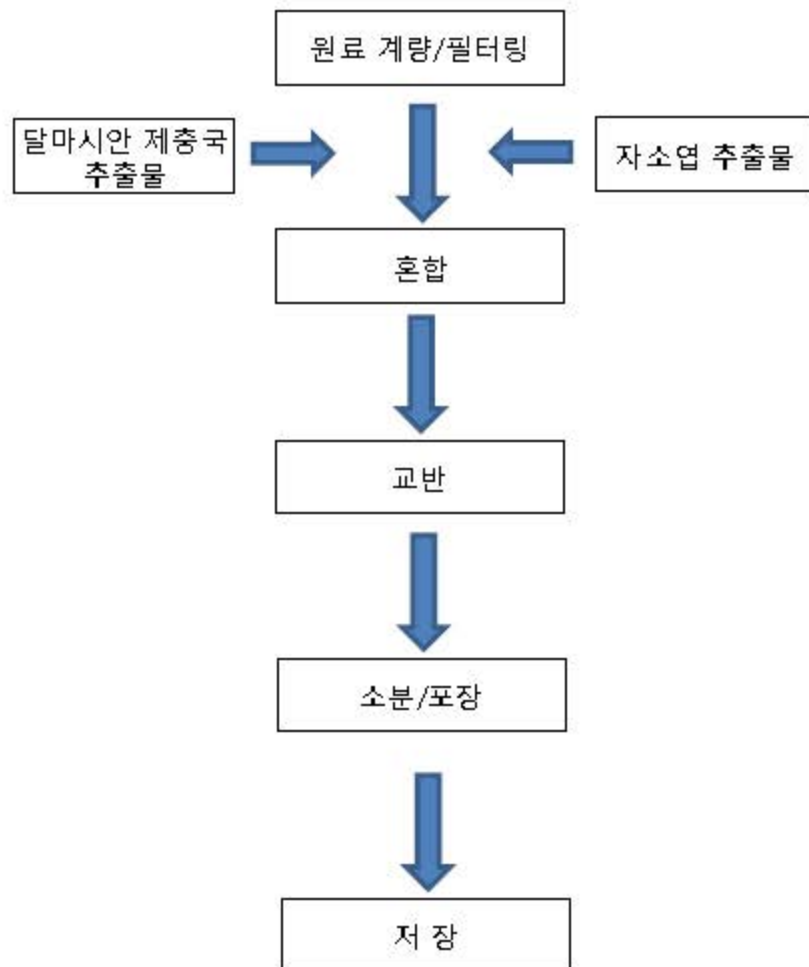 원료 계량/필터링
달마시안 제충국
추출물
자소엽 추출물
혼합
교반
소분/포장
저 장